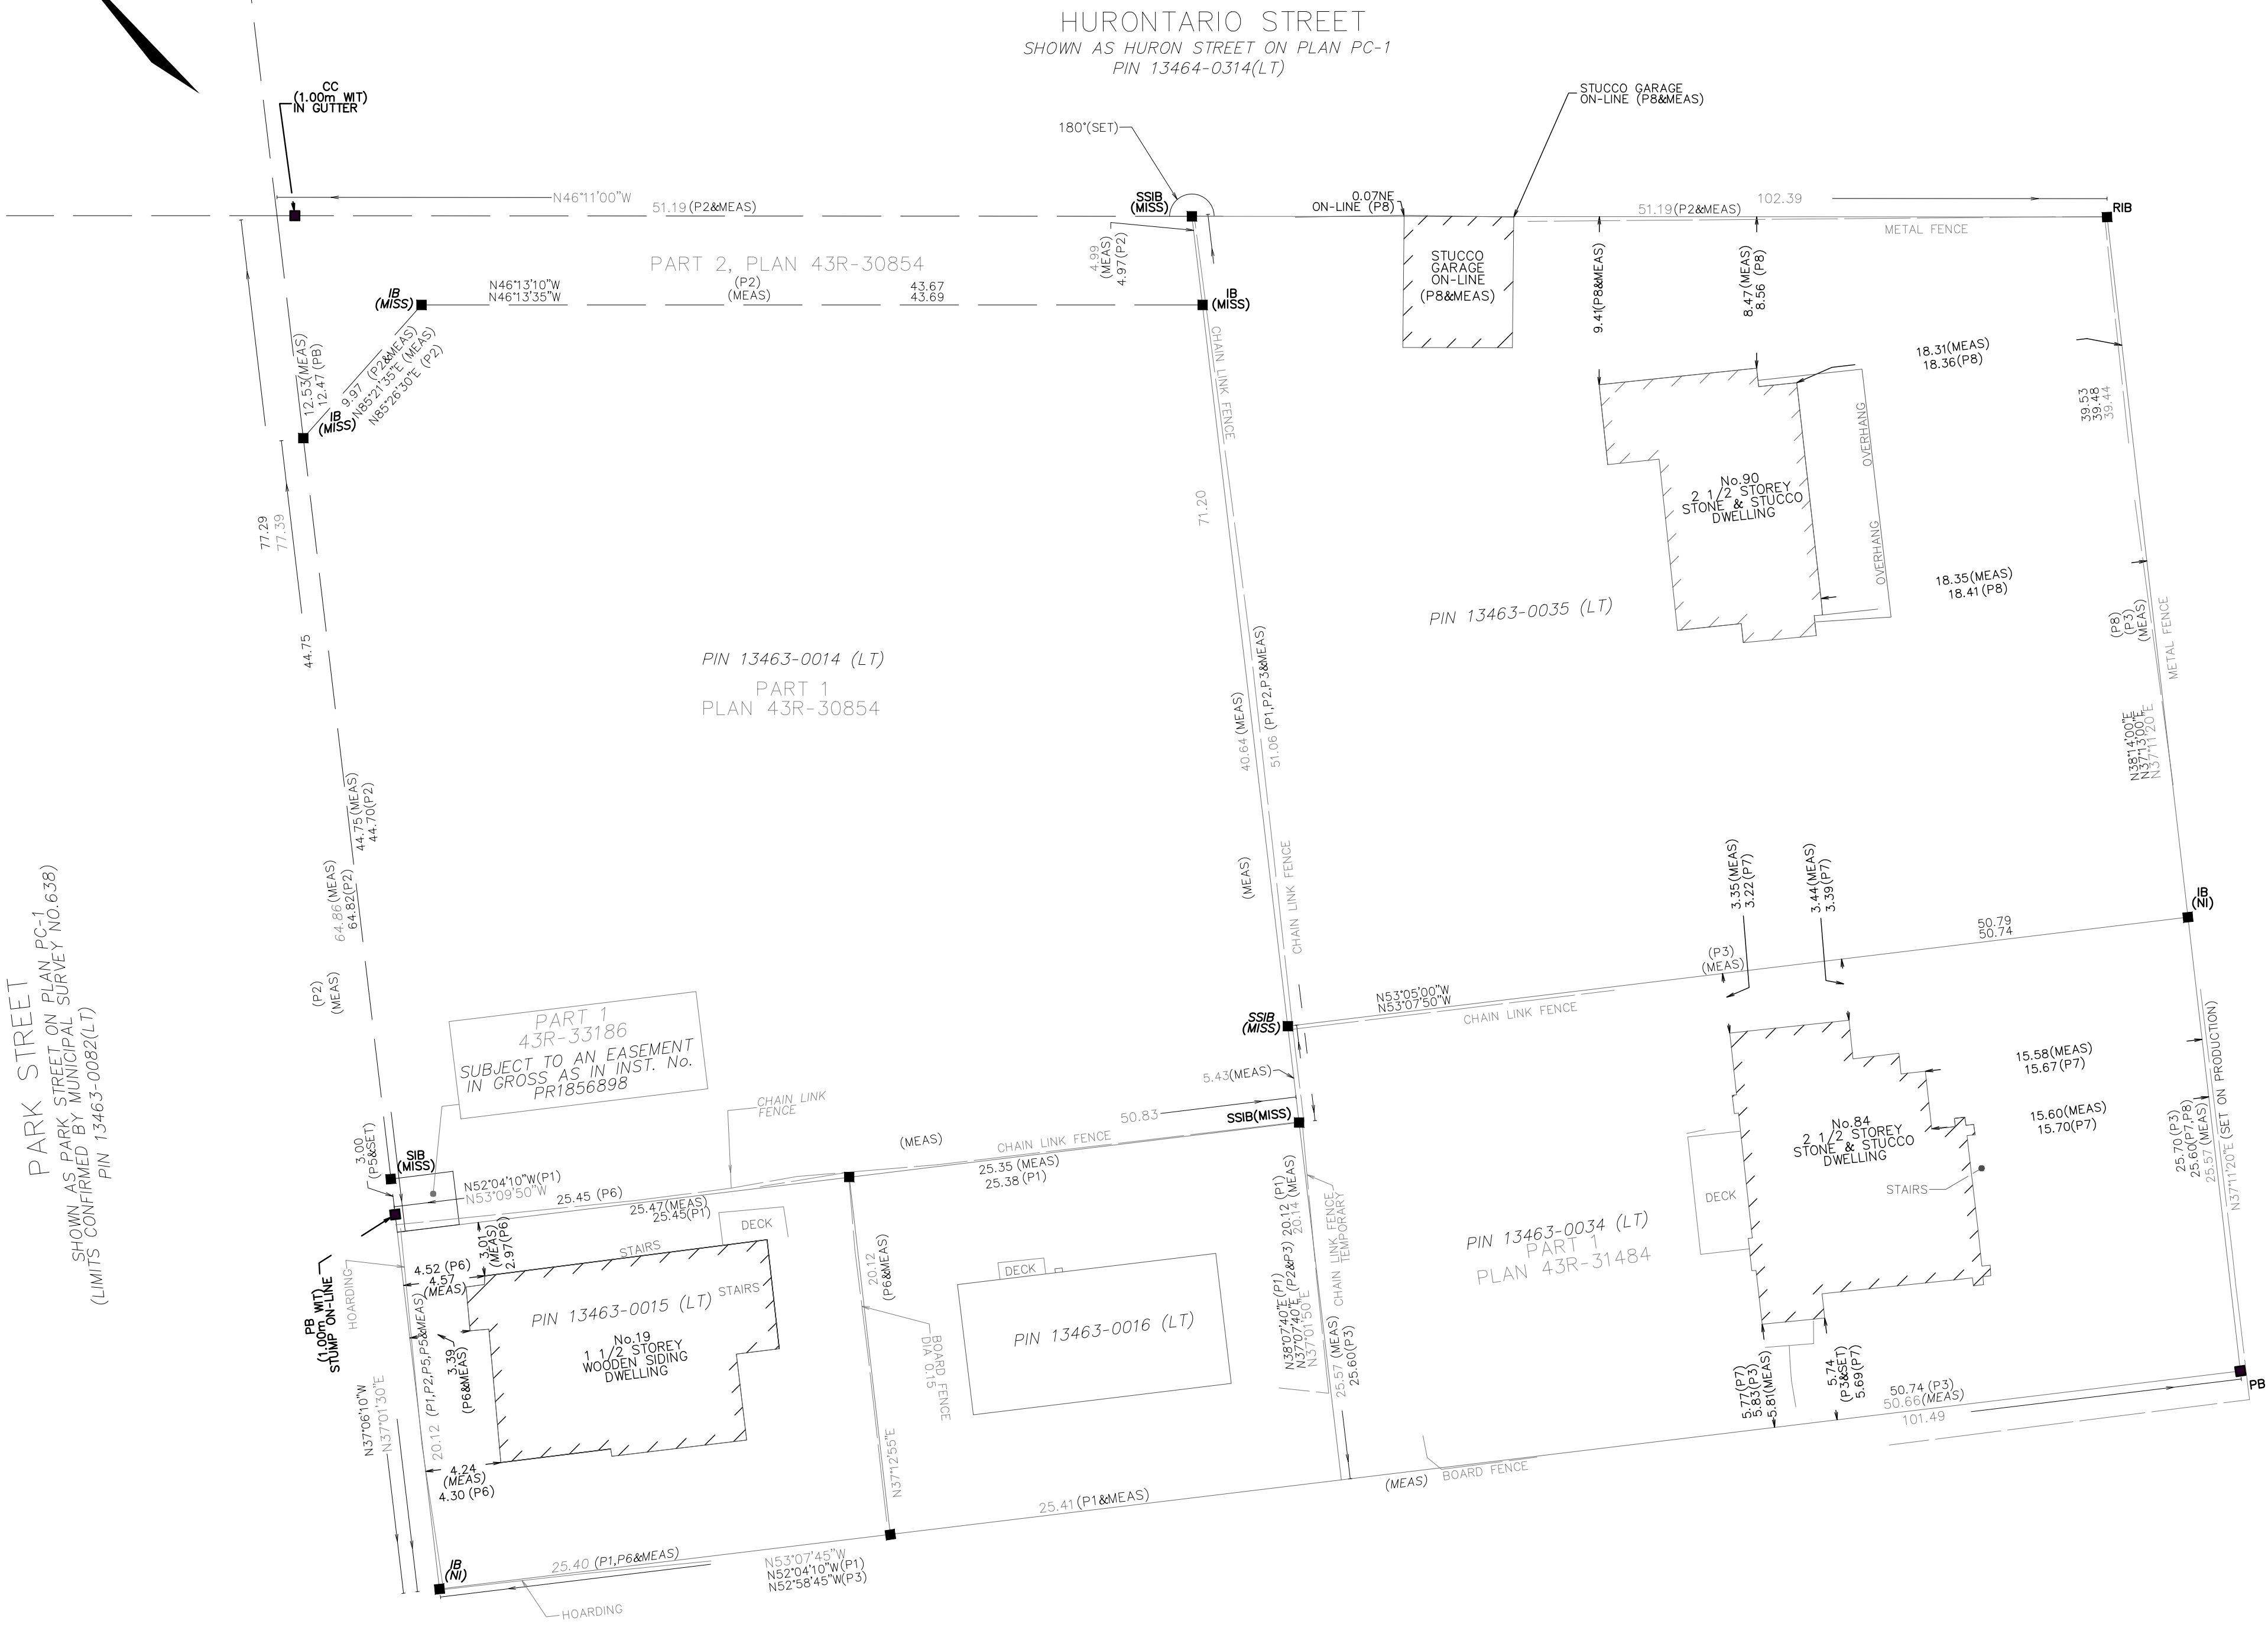 HURONTARIO STREET
SHOWN AS HURON STREET ON PLAN PC-1
PIN 13464-0314(LT)
CC
(1.00m WIT)
IN GUTTER
STUCCO GARAGE
ON-LINE (P8&MEAS)
180°(SET)
N46°11'00"W
51.19(P2&MEAS)
SSIB
(MISS)
0.07NE
ON-LINE (P8)
51.19(P2&MEAS)
102.39
RIB
METAL FENCE
PART 2, PLAN 43R-30854
4.99
(MEAS)
4.97(P2)
STUCCO
GARAGE
ON-LINE
(P8&MEAS)
9.41(P8&MEAS)
8.47(MEAS)
8.56 (P8)
IB
(MISS)
N46°13'10"W
N46°13'35"W
(P2)
(MEAS)
43.67
43.69
IB
(MISS)
12.53(MEAS)
12.47(PB)
9.97 (P2&MEAS)
N85°21'35"E (MEAS)
N85°26'30"E (P2)
IB
(MISS)
CHAIN LINK FENCE
18.31(MEAS)
18.36(P8)
39.53
39.48
39.44
OVERHANG
No.90
2 1/2 STOREY
STONE & STUCCO
DWELLING
OVERHANG
77.29
77.39
71.20
18.35(MEAS)
18.41(P8)
44.75
PIN 13463-0035 (LT)
(P8)
(P3)
(MEAS)
METAL FENCE
PIN 13463-0014 (LT)
PART 1
PLAN 43R-30854
40.64(MEAS)
51.06 (P1,P2,P3&MEAS)
N38°14'00"E
N37°13'00"E
N37°11'20"E
44.75(MEAS)
44.70(P2)
64.86(MEAS)
64.82(P2)
(MEAS)
CHAIN LINK FENCE
3.35(MEAS)
3.22(P7)
3.44(MEAS)
3.39(P7)
IB
(NI)
50.79
50.74
(P3)
(MEAS)
PARK STREET
SHOWN AS PARK STREET ON PLAN PC-1
(LIMITS CONFIRMED BY MUNICIPAL SURVEY NO.638)
PIN 13463-0082(LT)
(P2)
(MEAS)
PART 1
43R-33186
SUBJECT TO AN EASEMENT
IN GROSS AS IN INST. No.
PR1856898
SSIB
(MISS)
N53°05'00"W
N53°07'50"W
CHAIN LINK FENCE
5.43(MEAS)
15.58(MEAS)
15.67(P7)
CHAIN LINK
FENCE
50.83
SSIB(MISS)
(MEAS)
CHAIN LINK FENCE
No.84
2 1/2 STOREY
STONE & STUCCO
DWELLING
15.60(MEAS)
15.70(P7)
25.70(P3)
25.60(P7,P8)
25.57 (MEAS)
N37°11'20"E(SET ON PRODUCTION)
3.00
(P5&SET)
SIB
(MISS)
N52°04'10"W(P1)
N53°09'50"W
25.45 (P6)
25.47(MEAS)
25.45(P1)
25.35 (MEAS)
25.38 (P1)
STAIRS
DECK
DECK
3.01
(MEAS)
2.97(P6)
STAIRS
4.52 (P6)
4.57
(MEAS)
STAIRS
DECK
PIN 13463-0015 (LT)
No.19
1 1/2 STOREY
WOODEN SIDING
DWELLING
20.12
(P6&MEAS)
PIN 13463-0016 (LT)
N38°07'40"E(P1)
N37°07'40"E (P2&P3)
N37°01'50"E
20.12 (P1)
20.14 (MEAS)
CHAIN LINK FENCE
TEMPORARY
PIN 13463-0034 (LT)
PART 1
PLAN 43R-31484
PB
(1.00m WIT)
STUMP ON-LINE
HOARDING
20.12 (P1,P2,P5,P5&MEAS)
3.39
(P6&MEAS)
BOARD FENCE
DIA 0.15
25.57 (MEAS)
25.60(P3)
5.77(P7)
5.83(P3)
5.81(MEAS)
5.74
(P3&SET)
5.69(P7)
50.74 (P3)
50.66(MEAS)
101.49
PB
N37°06'10"W
N37°01'30"E
4.24
(MEAS)
4.30 (P6)
N37°12'55"E
25.41(P1&MEAS)
(MEAS)
BOARD FENCE
IB
(NI)
25.40 (P1,P6&MEAS)
N53°07'45"W
N52°04'10"W(P1)
N52°58'45"W(P3)
HOARDING